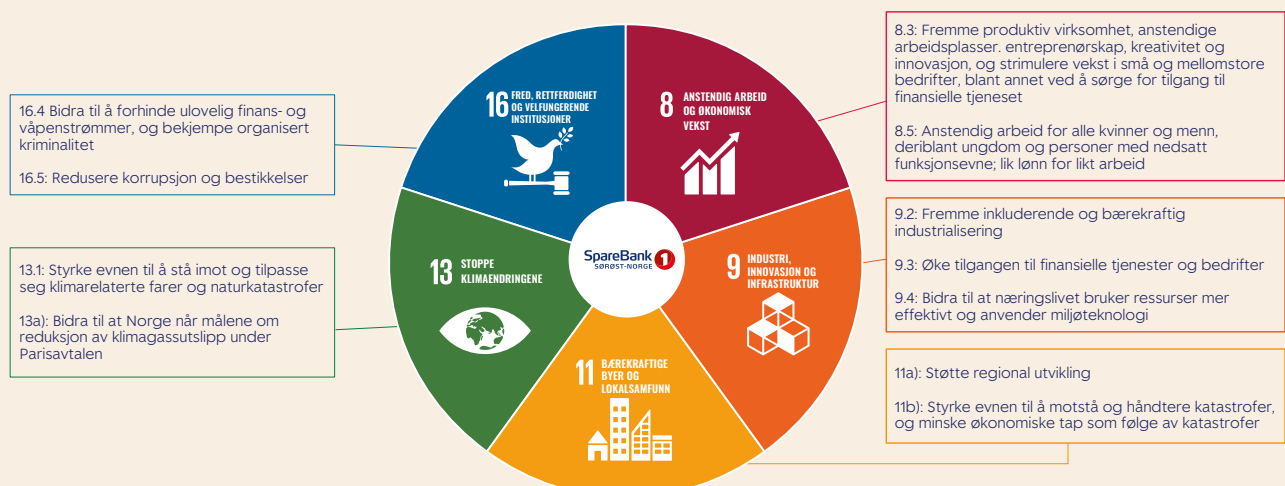 16.4 Bidra til å forhinde ulovelig finans- og
våpenstrømmer, og bekjempe organisert
kriminalitet
16.5: Redusere korrupsjon og bestikkelser
13.1: Styrke evnen til å stå imot og tilpasse
seg klimarelaterte farer og naturkatastrofer
13a): Bidra til at Norge når målene om
reduksjon av klimagassutslipp under
Parisavtalen
16 FRED, RETTFERDIGHET
OG VELFUNGERENDE
INSTITUSJONER
8 ANSTENDIG ARBEID
OG ØKONOMISK
VEKST
13 STOPPE
KLIMAENDRINGENE
SpareBank 1
SØRØST-NORGE
9 INDUSTRI,
INNOVASJON OG
INFRASTRUKTUR
11 BÆREKRAFTIGE
BYER OG
LOKALSAMFUNN
8.3: Fremme produktiv virksomhet, anstendige
arbeidsplasser. entreprenørskap, kreativitet og
innovasjon, og strimulere vekst i små og mellomstore
bedrifter, blant annet ved å sørge for tilgang til
finansielle tjeneset
8.5: Anstendig arbeid for alle kvinner og menn,
deriblant ungdom og personer med nedsatt
funksjonsevne; lik lønn for likt arbeid
9.2: Fremme inkluderende og bærekraftig
industrialisering
9.3: Øke tilgangen til finansielle tjenester og bedrifter
9.4: Bidra til at næringslivet bruker ressurser mer
effektivt og anvender miljøteknologi
11a): Støtte regional utvikling
11b): Styrke evnen til å motstå og håndtere katastrofer,
og minske økonomiske tap som følge av katastrofer